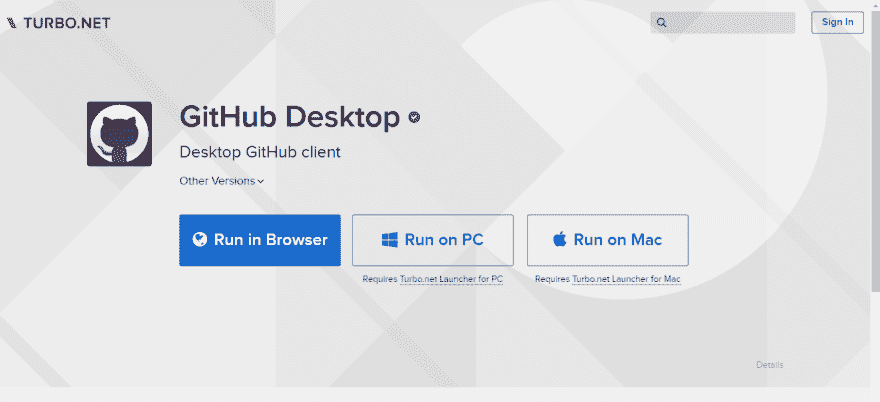 TURBO.NET
Sign In
GitHub Desktop
Desktop GitHub client
Other Versions
Run in Browser
Run on PC
Run on Mac
Requires Turbo.net Launcher for PC
Requires Turbo.net Launcher for Mac
Details